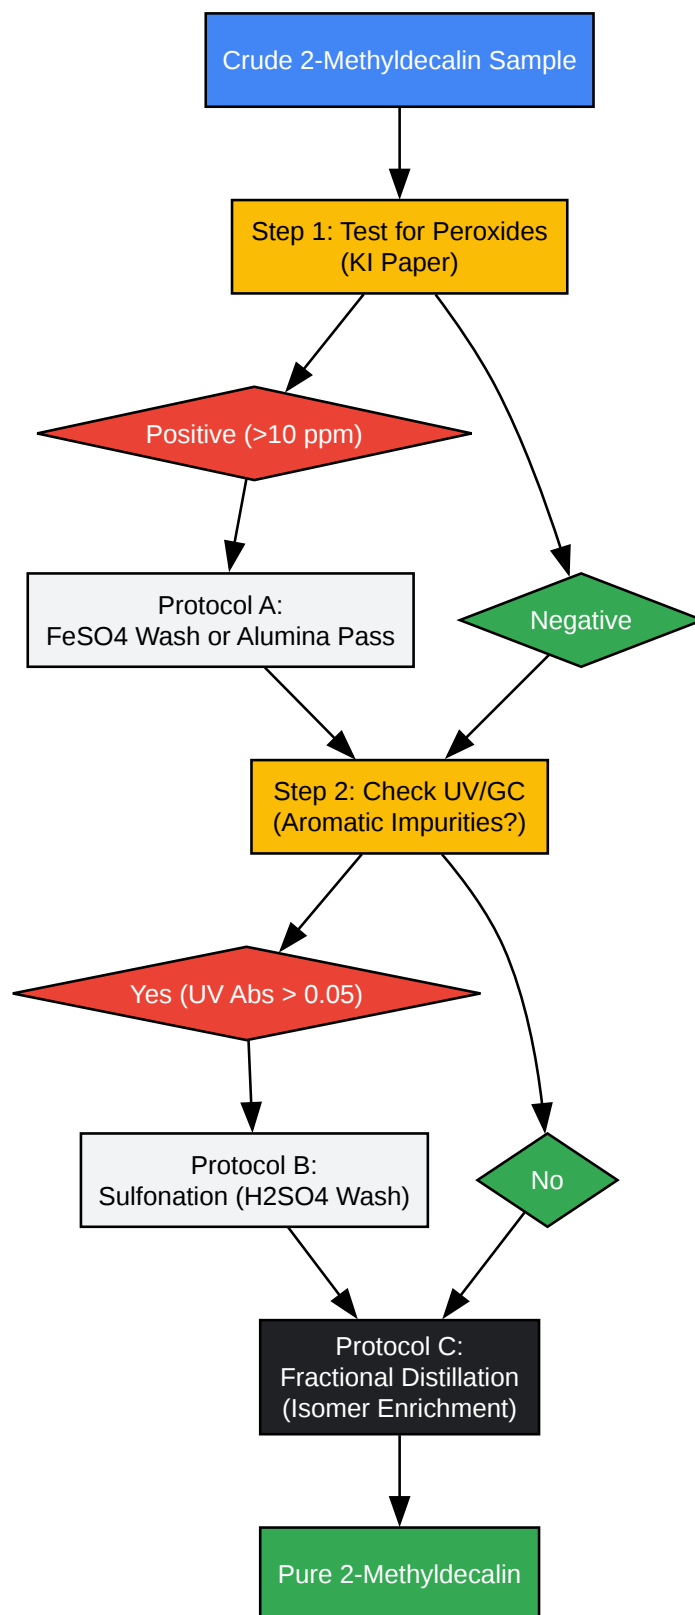 Crude 2-Methyldecalin Sample
Step 1: Test for Peroxides
(KI Paper)
Positive (>10 ppm)
Protocol A:
FeSO4 Wash or Alumina Pass
Negative
Step 2: Check UV/GC
(Aromatic Impurities?)
Yes (UV Abs > 0.05)
Protocol B:
Sulfonation (H2SO4 Wash)
No
Protocol C:
Fractional Distillation
(Isomer Enrichment)
Pure 2-Methyldecalin